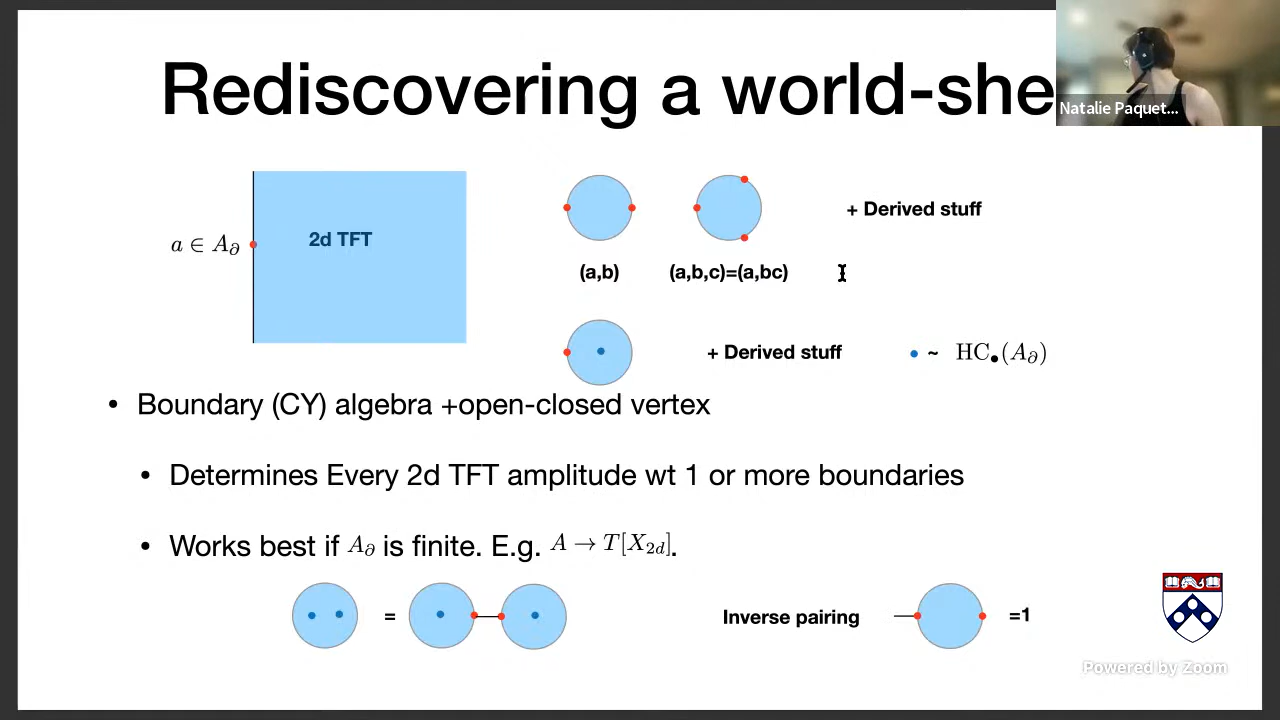 Rediscovering a world-she
Natalie Paquet...
a ∈ A∂
2d TFT
+ Derived stuff
(a,b)
(a,b,c)=(a,bc)
+ Derived stuff
~ HC•(A∂)
• Boundary (CY) algebra +open-closed vertex
• Determines Every 2d TFT amplitude wt 1 or more boundaries
• Works best if A∂ is finite. E.g. A → T[X2d].
=
Inverse pairing
=1
Powered by Zoom